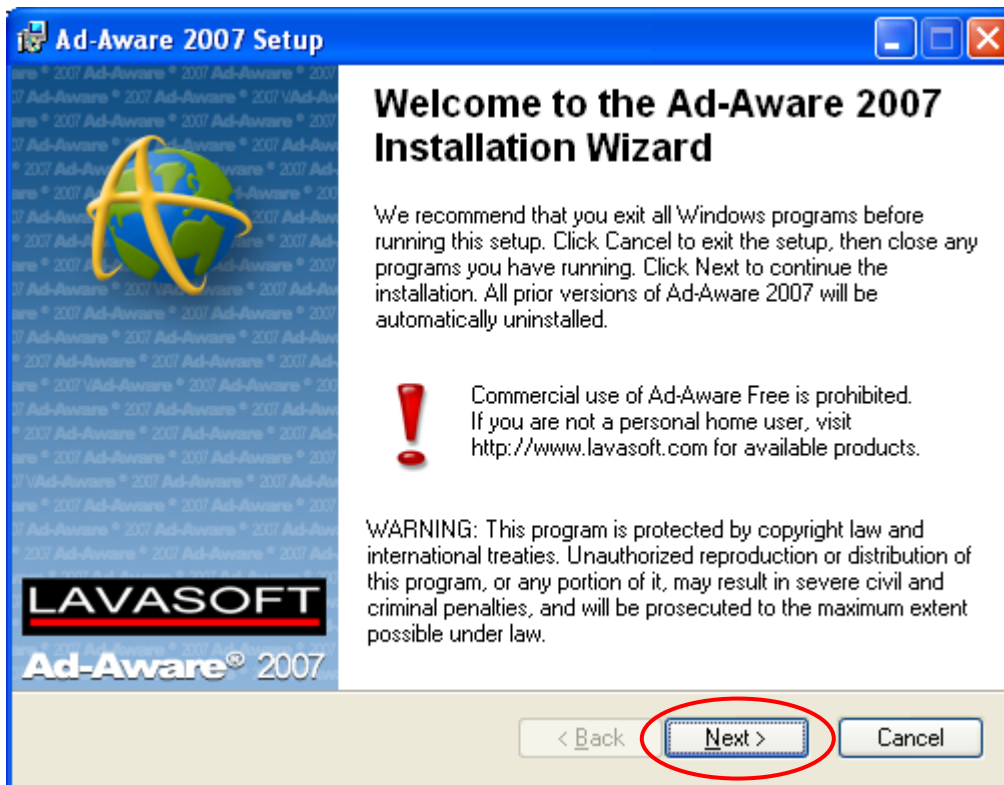 Ad-Aware 2007 Setup
Welcome to the Ad-Aware 2007
Installation Wizard
We recommend that you exit all Windows programs before
running this setup. Click Cancel to exit the setup, then close any
programs you have running. Click Next to continue the
installation. All prior versions of Ad-Aware 2007 will be
automatically uninstalled.
Commercial use of Ad-Aware Free is prohibited.
If you are not a personal home user, visit
http://www.lavasoft.com for available products.
WARNING: This program is protected by copyright law and
international treaties. Unauthorized reproduction or distribution of
this program, or any portion of it, may result in severe civil and
criminal penalties, and will be prosecuted to the maximum extent
possible under law.
LAVASOFT
Ad-Aware® 2007
< Back
Next >
Cancel